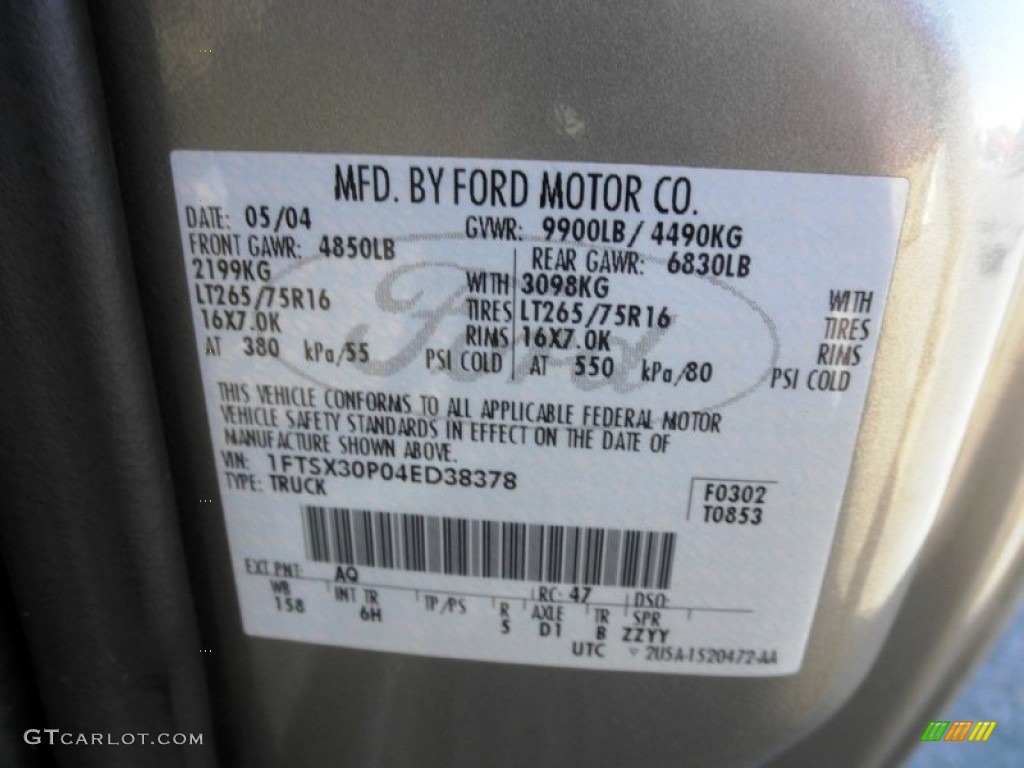 MFD. BY FORD MOTOR CO.
DATE: 05/04 GVWR: 9900LB/ 4490KG
FRONT GAWR: 4850LB REAR GAWR: 6830LB
2199KG WITH 3098KG WITH
LT265/75R16 TIRES LT265/75R16 TIRES
16X7.0K RIMS 16X7.0K RIMS
AT 380 kPa/55 PSI COLD AT 550 kPa/80 PSI COLD
Ford
THIS VEHICLE CONFORMS TO ALL APPLICABLE FEDERAL MOTOR
VEHICLE SAFETY STANDARDS IN EFFECT ON THE DATE OF
MANUFACTURE SHOWN ABOVE.
VIN: 1FTSX30P04ED38378
TYPE: TRUCK
F0302
T0853
EXT PNT: AQ RC: 47 DSO:
WB INT TR TP/PS R AXLE TR SPR
158 6H 5 D1 B ZZYY
UTC 2U5A-1520472-AA
GTCARLOT.COM